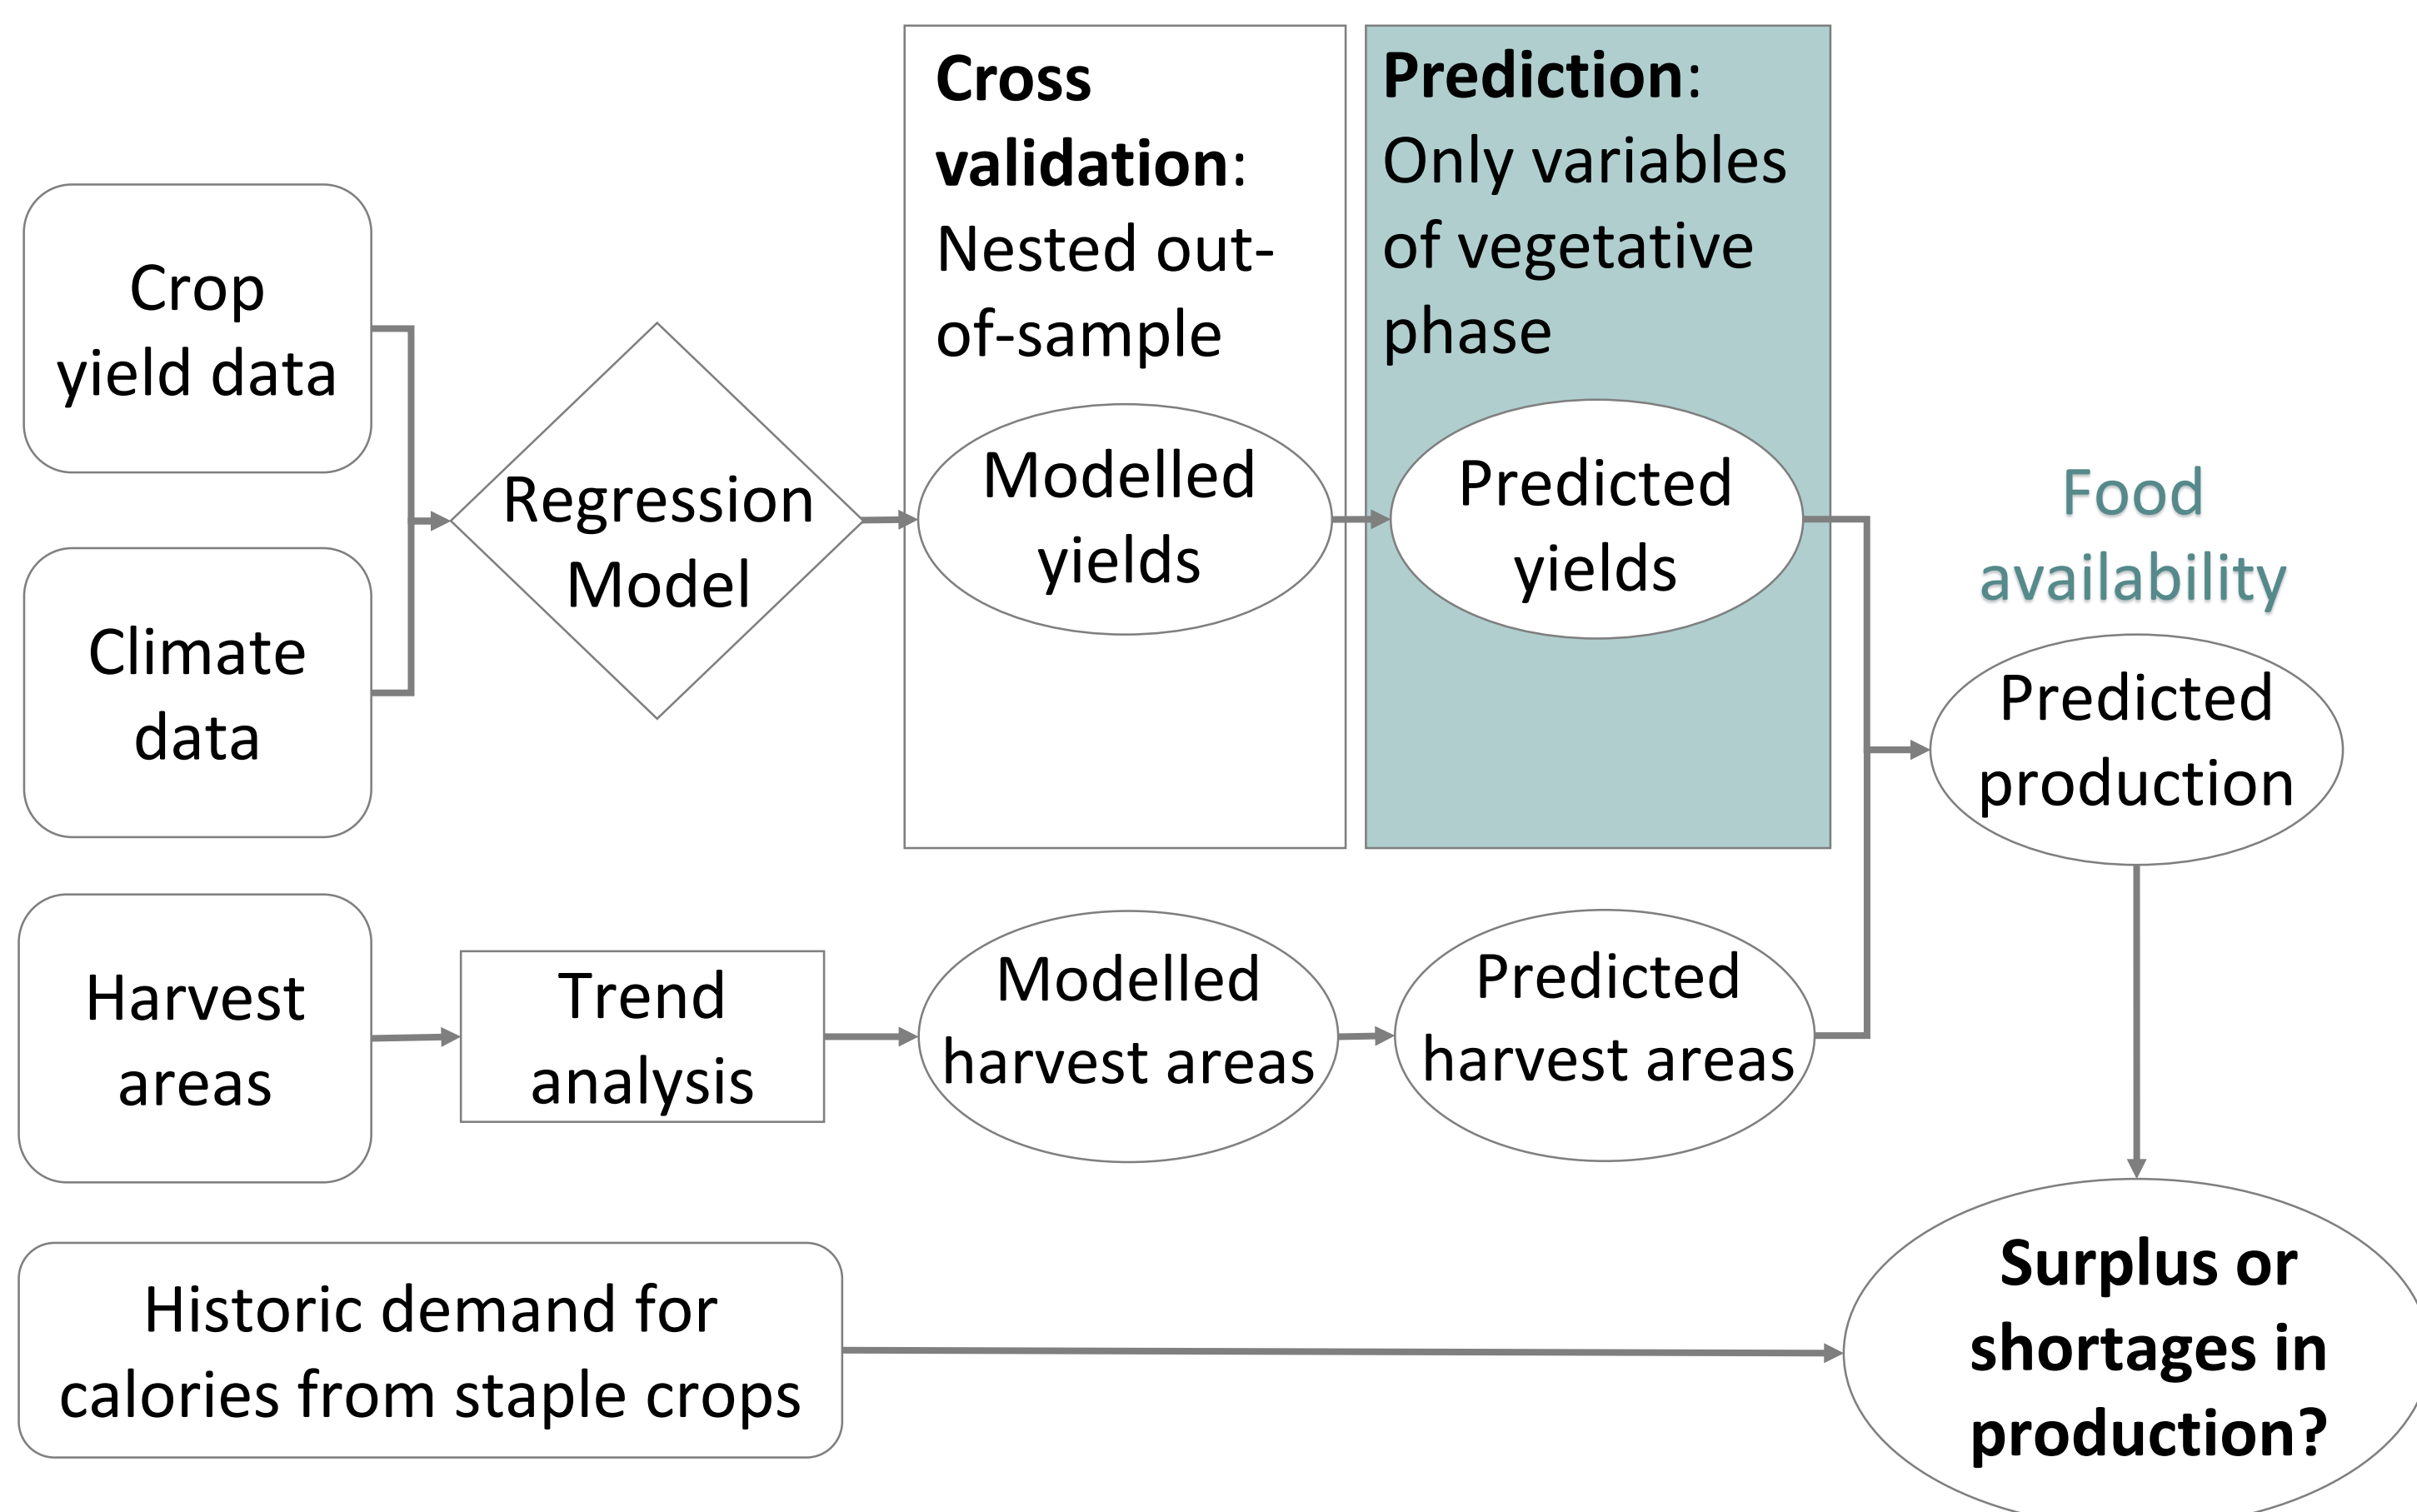 Crop
yield data
Climate
data
Regression
Model
Cross
validation:
Nested out-
of-sample
Modelled
yields
Prediction:
Only variables
of vegetative
phase
Predicted
yields
Food
availability
Predicted
production
Harvest
areas
Trend
analysis
Modelled
harvest areas
Predicted
harvest areas
Historic demand for
calories from staple crops
Surplus or
shortages in
production?